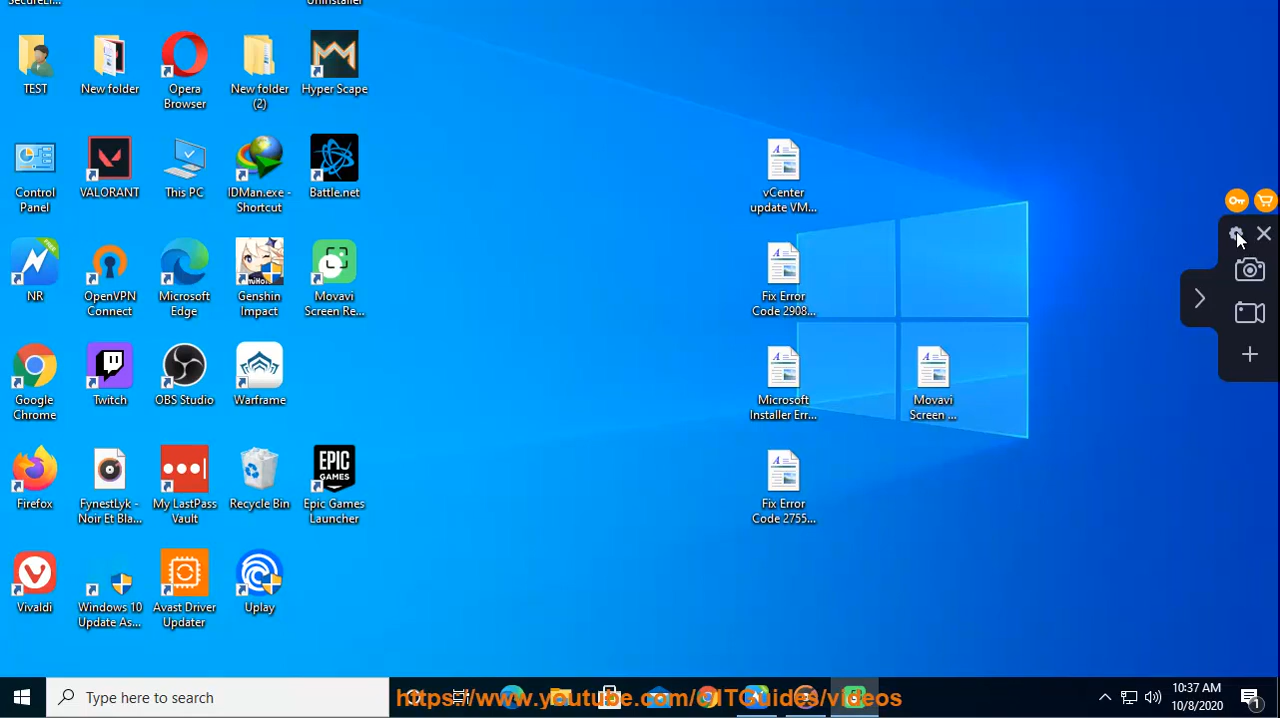 Uninstaller
TEST
New folder
Opera
Browser
New folder
(2)
Hyper Scape
Control
Panel
VALORANT
This PC
IDMan.exe -
Shortcut
Battle.net
NR
OpenVPN
Connect
Microsoft
Edge
Genshin
Impact
Movavi
Screen Re...
Google
Chrome
Twitch
OBS Studio
Warframe
Firefox
FynestLyk -
Noir Et Bla...
My LastPass
Vault
Recycle Bin
EPIC
GAMES
Epic Games
Launcher
Vivaldi
Windows 10
Update As...
Avast Driver
Updater
Uplay
vCenter
update VM...
Fix Error
Code 2908...
Microsoft
Installer Err...
Movavi
Screen ...
Fix Error
Code 2755...
Type here to search
https://www.youtube.com/@ITGuides/videos
10:37 AM
10/8/2020
1